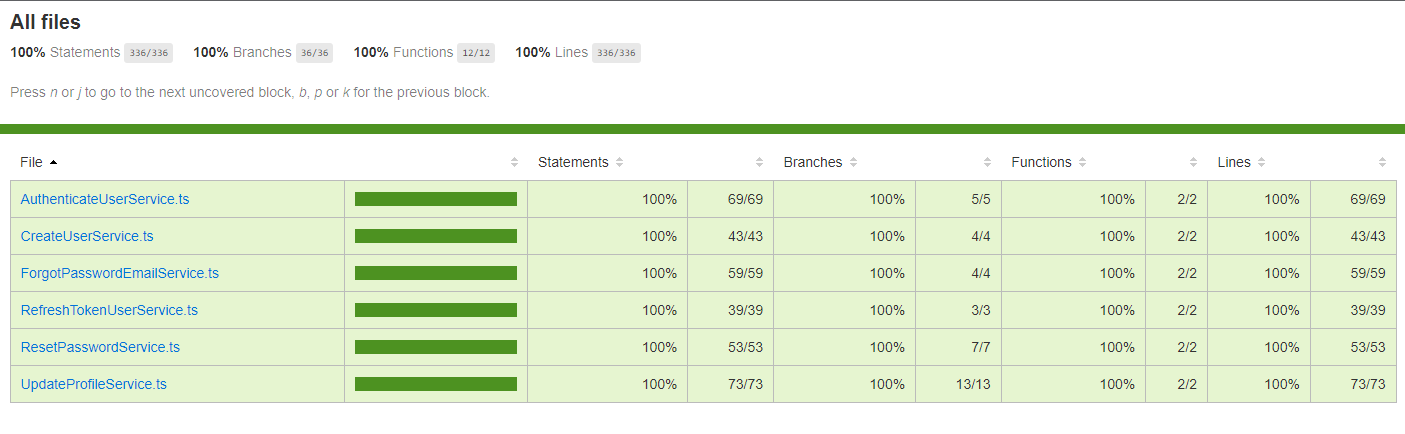 All files
100% Statements 336/336 100% Branches 36/36 100% Functions 12/12 100% Lines 336/336
Press n or j to go to the next uncovered block, b, p or k for the previous block.
File Statements Branches Functions Lines
AuthenticateUserService.ts 100% 69/69 100% 5/5 100% 2/2 100% 69/69
CreateUserService.ts 100% 43/43 100% 4/4 100% 2/2 100% 43/43
ForgotPasswordEmailService.ts 100% 59/59 100% 4/4 100% 2/2 100% 59/59
RefreshTokenUserService.ts 100% 39/39 100% 3/3 100% 2/2 100% 39/39
ResetPasswordService.ts 100% 53/53 100% 7/7 100% 2/2 100% 53/53
UpdateProfileService.ts 100% 73/73 100% 13/13 100% 2/2 100% 73/73